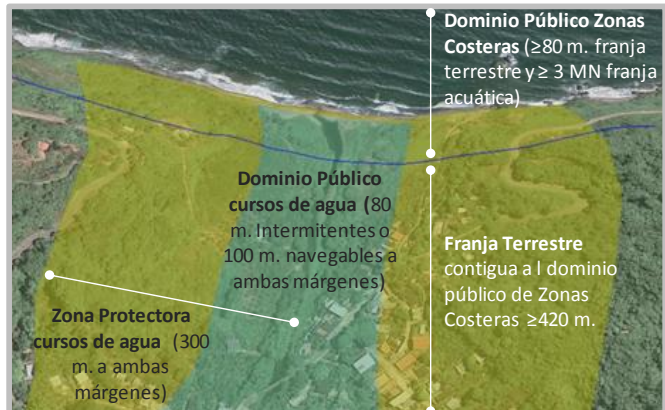 Dominio Público Zonas
Costeras (≥80 m. franja
terrestre y ≥ 3 MN franja
acuática)
Dominio Público
cursos de agua (80
m. Intermitentes o
100 m. navegables a
ambas márgenes)
Franja Terrestre
contigua a l dominio
público de Zonas
Costeras ≥420 m.
Zona Protectora
cursos de agua (300
m. a ambas
márgenes)